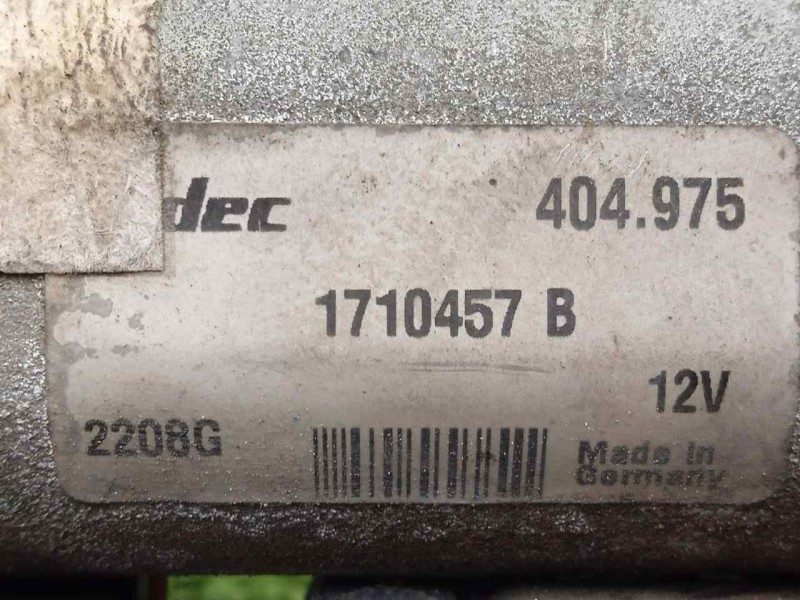 dec 404.975
1710457 B
12V
2208G
Made in
Germany